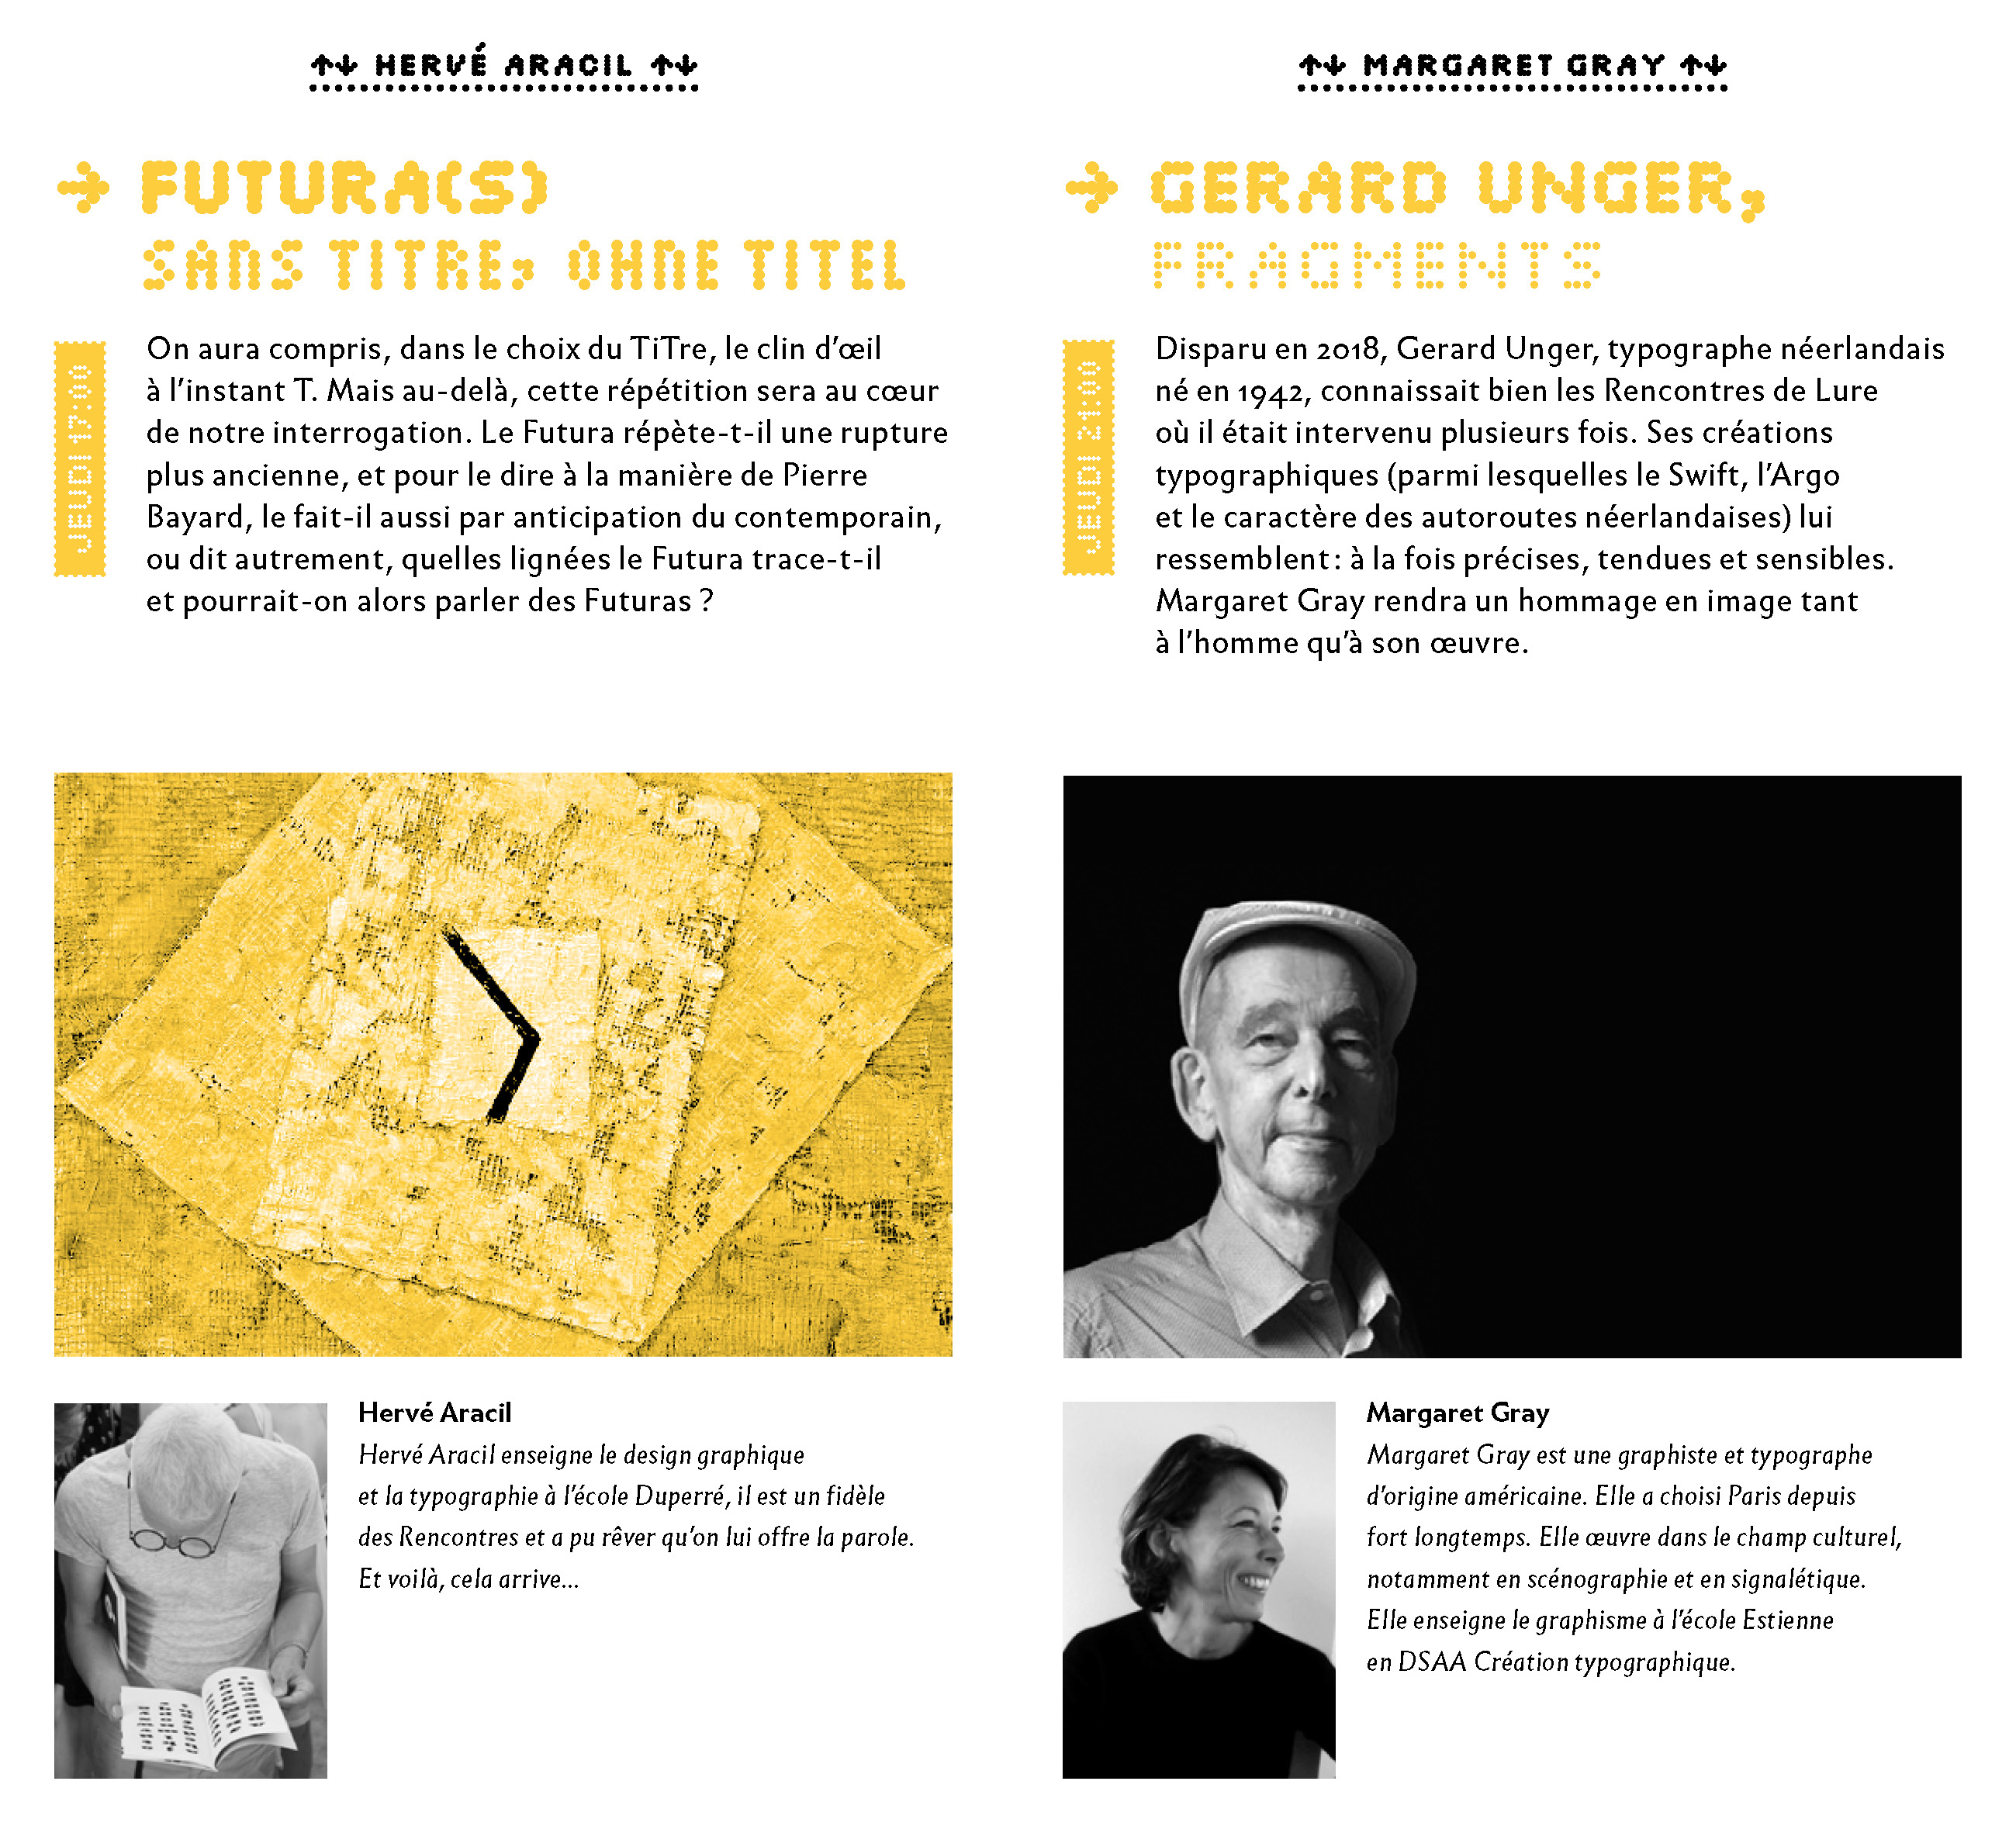 ↑↓ HERVÉ ARACIL ↑↓
→ FUTURA(S)
SANS TITRE, OHNE TITEL
JEUDI 17:00
On aura compris, dans le choix du TiTre, le clin d’œil
à l’instant T. Mais au-delà, cette répétition sera au cœur
de notre interrogation. Le Futura répète-t-il une rupture
plus ancienne, et pour le dire à la manière de Pierre
Bayard, le fait-il aussi par anticipation du contemporain,
ou dit autrement, quelles lignées le Futura trace-t-il
et pourrait-on alors parler des Futuras ?
Hervé Aracil
Hervé Aracil enseigne le design graphique
et la typographie à l’école Duperré, il est un fidèle
des Rencontres et a pu rêver qu’on lui offre la parole.
Et voilà, cela arrive…
↑↓ MARGARET GRAY ↑↓
→ GERARD UNGER,
FRAGMENTS
JEUDI 21:00
Disparu en 2018, Gerard Unger, typographe néerlandais
né en 1942, connaissait bien les Rencontres de Lure
où il était intervenu plusieurs fois. Ses créations
typographiques (parmi lesquelles le Swift, l’Argo
et le caractère des autoroutes néerlandaises) lui
ressemblent : à la fois précises, tendues et sensibles.
Margaret Gray rendra un hommage en image tant
à l’homme qu’à son œuvre.
Margaret Gray
Margaret Gray est une graphiste et typographe
d’origine américaine. Elle a choisi Paris depuis
fort longtemps. Elle œuvre dans le champ culturel,
notamment en scénographie et en signalétique.
Elle enseigne le graphisme à l’école Estienne
en DSAA Création typographique.